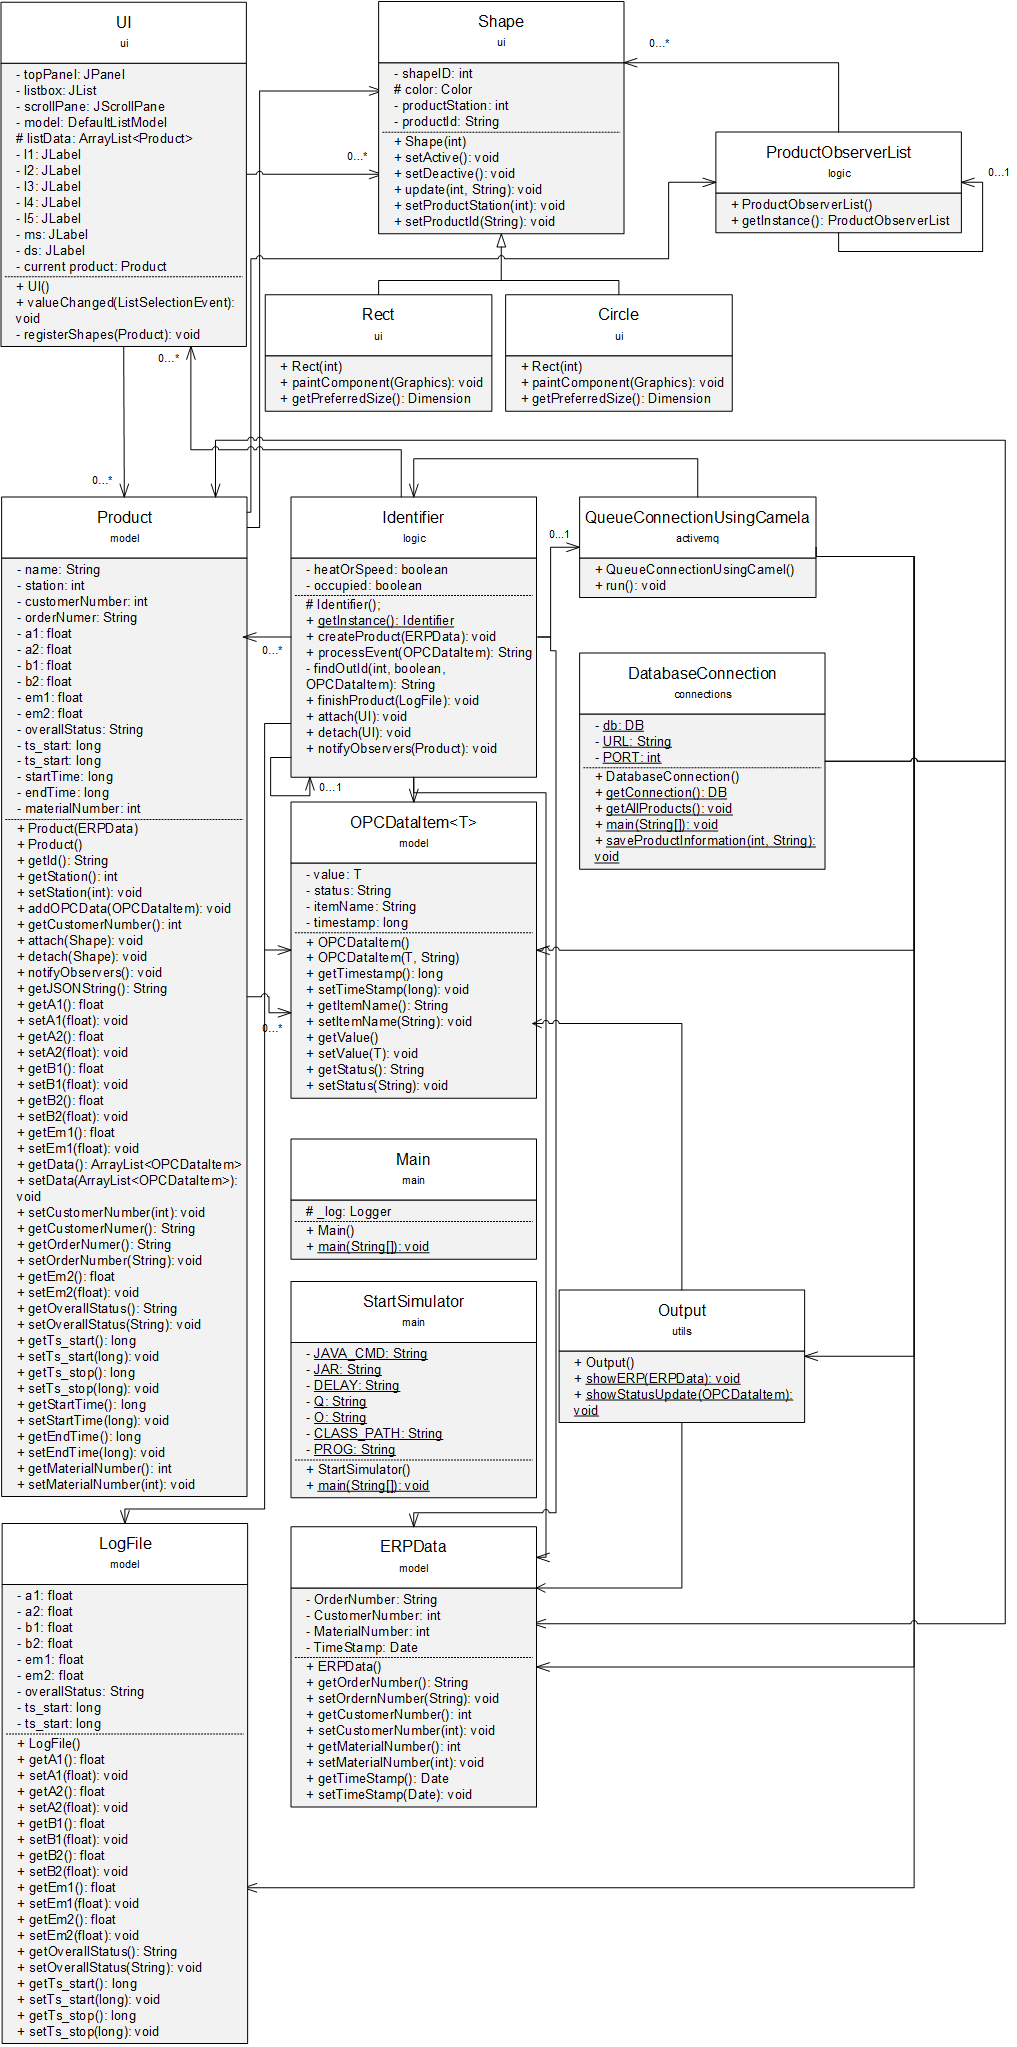 UI
ui
- topPanel: JPanel
- listbox: JList
- scrollPane: JScrollPane
- model: DefaultListModel
# listData: ArrayList<Product>
- l1: JLabel
- l2: JLabel
- l3: JLabel
- l4: JLabel
- l5: JLabel
- ms: JLabel
- ds: JLabel
- current product: Product
+ UI()
+ valueChanged(ListSelectionEvent):
void
- registerShapes(Product): void
Shape
ui
- shapeID: int
# color: Color
- productStation: int
- productId: String
+ Shape(int)
+ setActive(): void
+ setDeactive(): void
+ update(int, String): void
+ setProductStation(int): void
+ setProductId(String): void
0...*
0...*
ProductObserverList
logic
+ ProductObserverList()
+ getInstance(): ProductObserverList
0...1
Rect
ui
+ Rect(int)
+ paintComponent(Graphics): void
+ getPreferredSize(): Dimension
Circle
ui
+ Rect(int)
+ paintComponent(Graphics): void
+ getPreferredSize(): Dimension
0...*
0...*
Product
model
- name: String
- station: int
- customerNumber: int
- orderNumer: String
- a1: float
- a2: float
- b1: float
- b2: float
- em1: float
- em2: float
- overallStatus: String
- ts_start: long
- ts_start: long
- startTime: long
- endTime: long
- materialNumber: int
+ Product(ERPData)
+ Product()
+ getId(): String
+ getStation(): int
+ setStation(int): void
+ addOPCData(OPCDataItem): void
+ getCustomerNumber(): int
+ attach(Shape): void
+ detach(Shape): void
+ notifyObservers(): void
+ getJSONString(): String
+ getA1(): float
+ setA1(float): void
+ getA2(): float
+ setA2(float): void
+ getB1(): float
+ setB1(float): void
+ getB2(): float
+ setB2(float): void
+ getEm1(): float
+ setEm1(float): void
+ getData(): ArrayList<OPCDataItem>
+ setData(ArrayList<OPCDataItem>):
void
+ setCustomerNumber(int): void
+ getCustomerNumer(): String
+ getOrderNumer(): String
+ setOrderNumber(String): void
+ getEm2(): float
+ setEm2(float): void
+ getOverallStatus(): String
+ setOverallStatus(String): void
+ getTs_start(): long
+ setTs_start(long): void
+ getTs_stop(): long
+ setTs_stop(long): void
+ getStartTime(): long
+ setStartTime(long): void
+ getEndTime(): long
+ setEndTime(long): void
+ getMaterialNumber(): int
+ setMaterialNumber(int): void
Identifier
logic
- heatOrSpeed: boolean
- occupied: boolean
# Identifier();
+ getInstance(): Identifier
+ createProduct(ERPData): void
+ processEvent(OPCDataItem): String
- findOutId(int, boolean,
OPCDataItem): String
+ finishProduct(LogFile): void
+ attach(UI): void
+ detach(UI): void
+ notifyObservers(Product): void
0...*
0...1
0...1
QueueConnectionUsingCamela
activemq
+ QueueConnectionUsingCamel()
+ run(): void
DatabaseConnection
connections
- db: DB
- URL: String
- PORT: int
+ DatabaseConnection()
+ getConnection(): DB
+ getAllProducts(): void
+ main(String[]): void
+ saveProductInformation(int, String):
void
OPCDataItem<T>
model
- value: T
- status: String
- itemName: String
- timestamp: long
+ OPCDataItem()
+ OPCDataItem(T, String)
+ getTimestamp(): long
+ setTimeStamp(long): void
+ getItemName(): String
+ setItemName(String): void
+ getValue()
+ setValue(T): void
+ getStatus(): String
+ setStatus(String): void
0...*
Main
main
# _log: Logger
+ Main()
+ main(String[]): void
StartSimulator
main
- JAVA_CMD: String
- JAR: String
- DELAY: String
- Q: String
- O: String
- CLASS_PATH: String
- PROG: String
+ StartSimulator()
+ main(String[]): void
Output
utils
+ Output()
+ showERP(ERPData): void
+ showStatusUpdate(OPCDataItem):
void
LogFile
model
- a1: float
- a2: float
- b1: float
- b2: float
- em1: float
- em2: float
- overallStatus: String
- ts_start: long
- ts_start: long
+ LogFile()
+ getA1(): float
+ setA1(float): void
+ getA2(): float
+ setA2(float): void
+ getB1(): float
+ setB1(float): void
+ getB2(): float
+ setB2(float): void
+ getEm1(): float
+ setEm1(float): void
+ getEm2(): float
+ setEm2(float): void
+ getOverallStatus(): String
+ setOverallStatus(String): void
+ getTs_start(): long
+ setTs_start(long): void
+ getTs_stop(): long
+ setTs_stop(long): void
ERPData
model
- OrderNumber: String
- CustomerNumber: int
- MaterialNumber: int
- TimeStamp: Date
+ ERPData()
+ getOrderNumber(): String
+ setOrdernNumber(String): void
+ getCustomerNumber(): int
+ setCustomerNumber(int): void
+ getMaterialNumber(): int
+ setMaterialNumber(int): void
+ getTimeStamp(): Date
+ setTimeStamp(Date): void